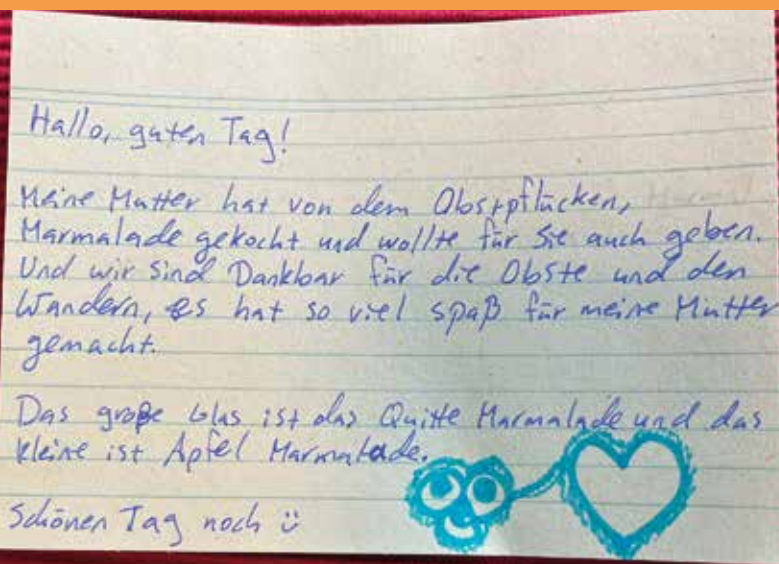 Hallo, guten Tag!
Meine Mutter hat von dem Obstpflücken,
Marmalade gekocht und wollte für Sie auch geben.
Und wir sind Dankbar für die Obste und den
Wandern, es hat so viel spaß für meine Mutter
gemacht.
Das große Glas ist das Quitte Marmalade und das
kleine ist Apfel Marmalade.
Schönen Tag noch ü